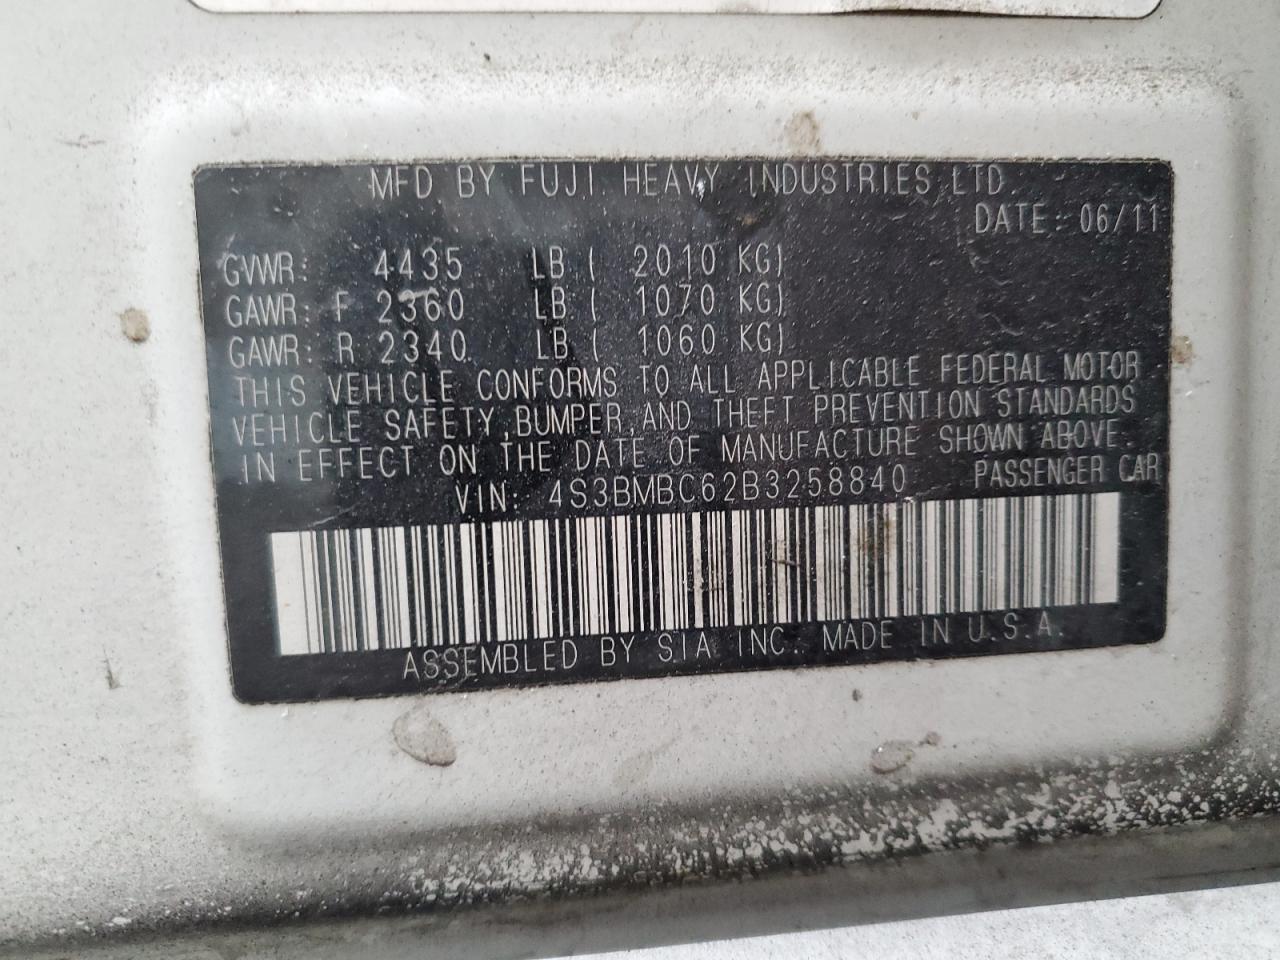 MFD BY FUJI HEAVY INDUSTRIES LTD
DATE: 06/11
GVWR: 4435 LB ( 2010 KG)
GAWR: F 2360 LB ( 1070 KG)
GAWR: R 2340 LB ( 1060 KG)
THIS VEHICLE CONFORMS TO ALL APPLICABLE FEDERAL MOTOR
VEHICLE SAFETY, BUMPER, AND THEFT PREVENTION STANDARDS
IN EFFECT ON THE DATE OF MANUFACTURE SHOWN ABOVE.
VIN: 4S3BMBC62B3258840 PASSENGER CAR
ASSEMBLED BY SIA INC. MADE IN U.S.A.